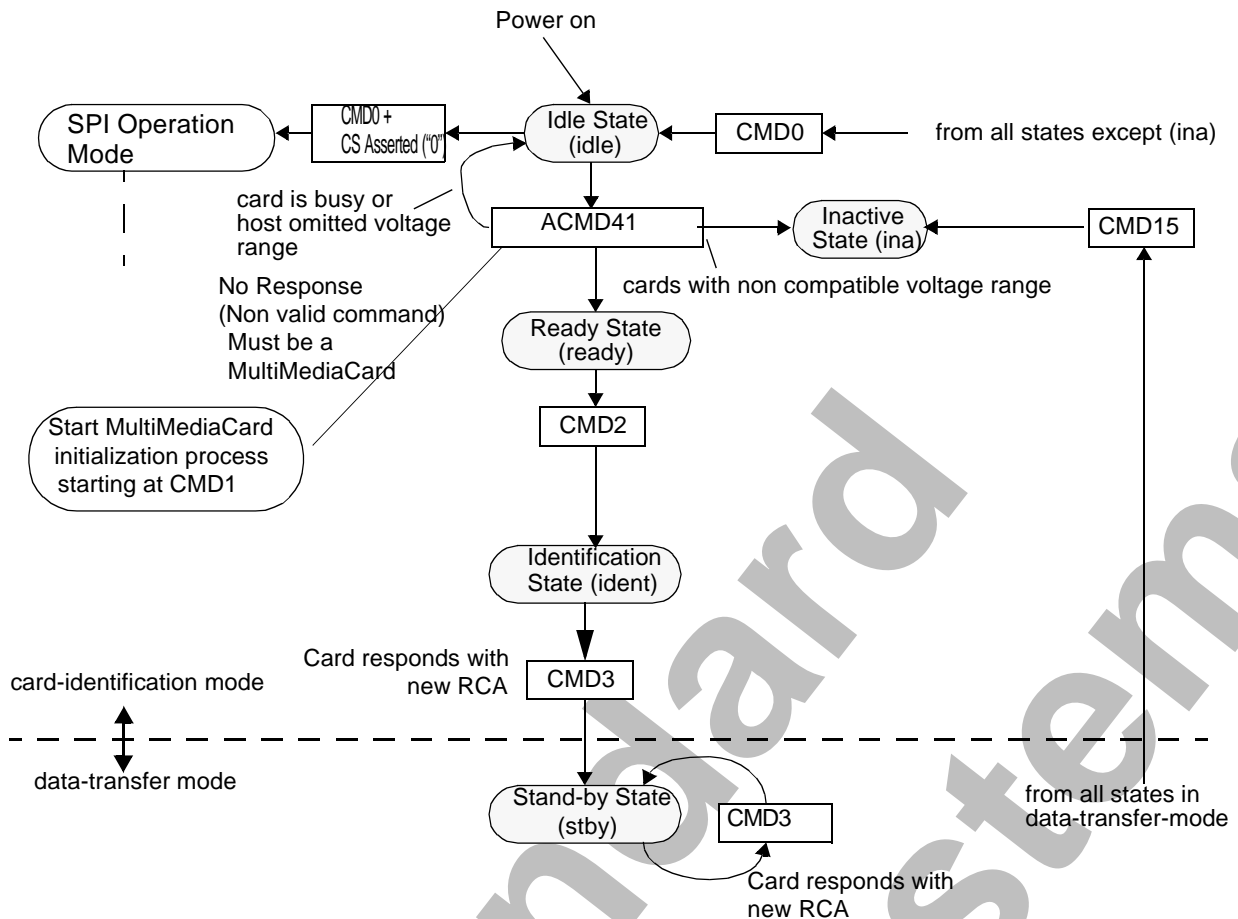 Power on
SPI Operation
Mode
CMD0 +
CS Asserted ("0")
Idle State
(idle)
CMD0
from all states except (ina)
card is busy or
host omitted voltage
range
ACMD41
Inactive
State (ina)
CMD15
cards with non compatible voltage range
No Response
(Non valid command)
Must be a
MultiMediaCard
Ready State
(ready)
CMD2
Start MultiMediaCard
initialization process
starting at CMD1
Identification
State (ident)
Card responds with
new RCA
CMD3
card-identification mode
data-transfer mode
Stand-by State
(stby)
CMD3
from all states in
data-transfer-mode
Card responds with
new RCA